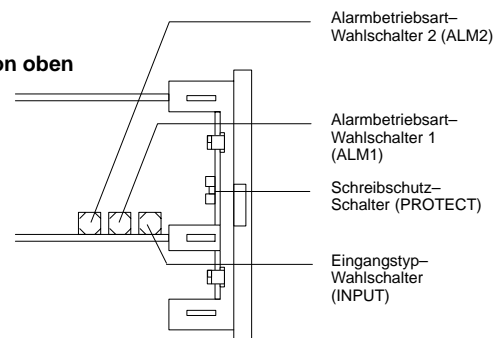 on oben
Alarmbetriebsart–
Wahlschalter 2 (ALM2)
Alarmbetriebsart–
Wahlschalter 1
(ALM1)
Schreibschutz–
Schalter (PROTECT)
Eingangstyp–
Wahlschalter
(INPUT)